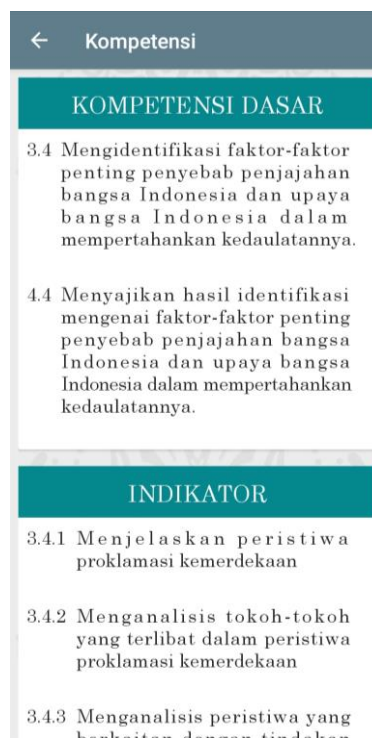 Kompetensi
KOMPETENSI DASAR
3.4 Mengidentifikasi faktor-faktor
penting penyebab penjajahan
bangsa Indonesia dan upaya
bangsa Indonesia dalam
mempertahankan kedaulatannya.
4.4 Menyajikan hasil identifikasi
mengenai faktor-faktor penting
penyebab penjajahan bangsa
Indonesia dan upaya bangsa
Indonesia dalam mempertahankan
kedaulatannya.
INDIKATOR
3.4.1 Menjelaskan peristiwa
proklamasi kemerdekaan
3.4.2 Menganalisis tokoh-tokoh
yang terlibat dalam peristiwa
proklamasi kemerdekaan
3.4.3 Menganalisis peristiwa yang
berkaitan dengan tindakan